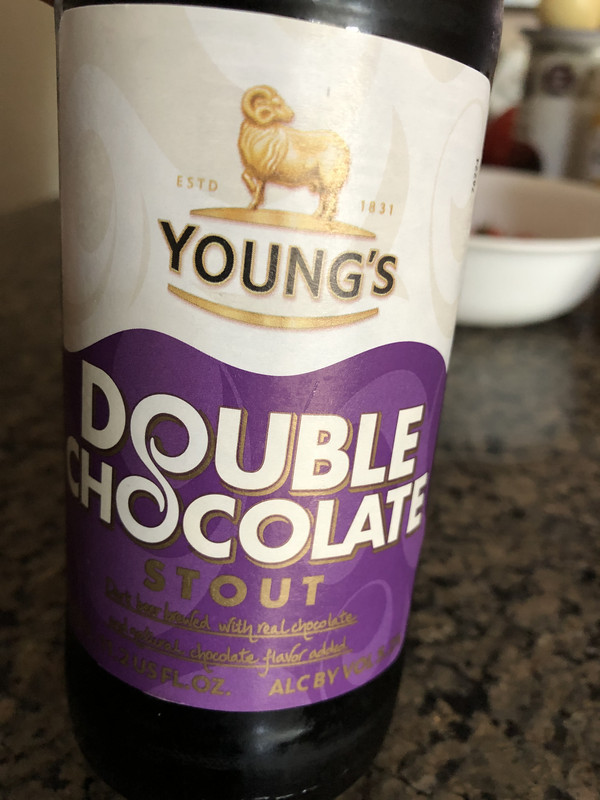 ESTD 1831
YOUNG'S
DOUBLE
CHOCOLATE
STOUT
Dark beer brewed with real chocolate
and natural chocolate flavor added.
US FL.OZ. ALC BY VOL